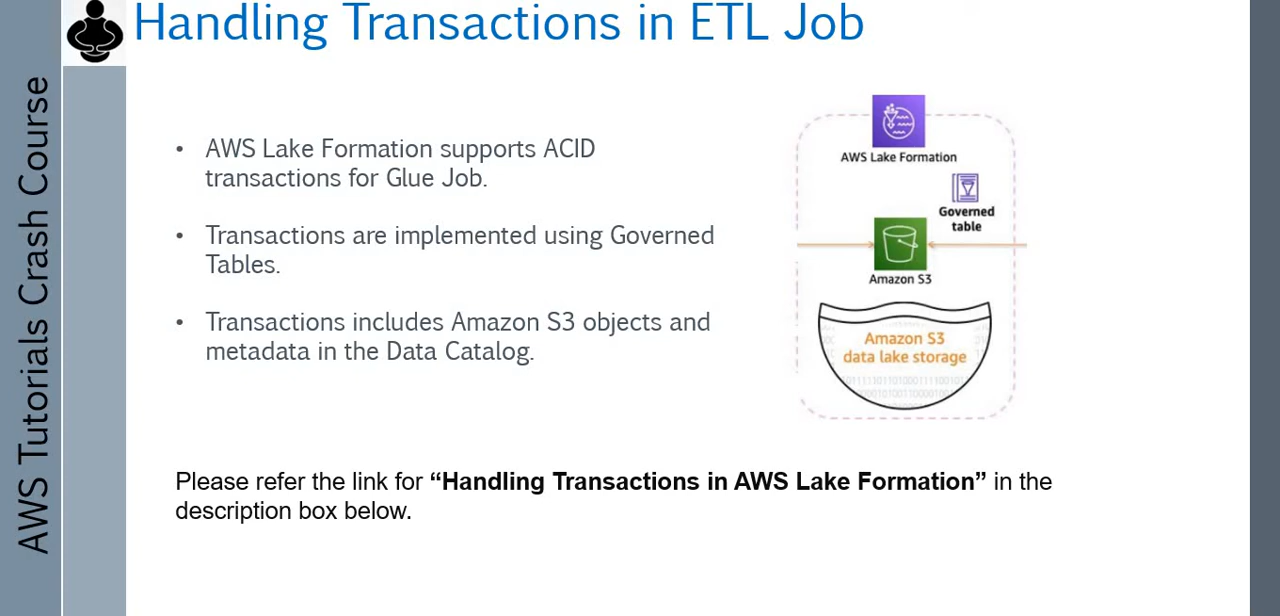 Handling Transactions in ETL Job
AWS Tutorials Crash Course
• AWS Lake Formation supports ACID
transactions for Glue Job.
• Transactions are implemented using Governed
Tables.
• Transactions includes Amazon S3 objects and
metadata in the Data Catalog.
AWS Lake Formation
Governed
table
Amazon S3
Amazon S3
data lake storage
Please refer the link for “Handling Transactions in AWS Lake Formation” in the
description box below.